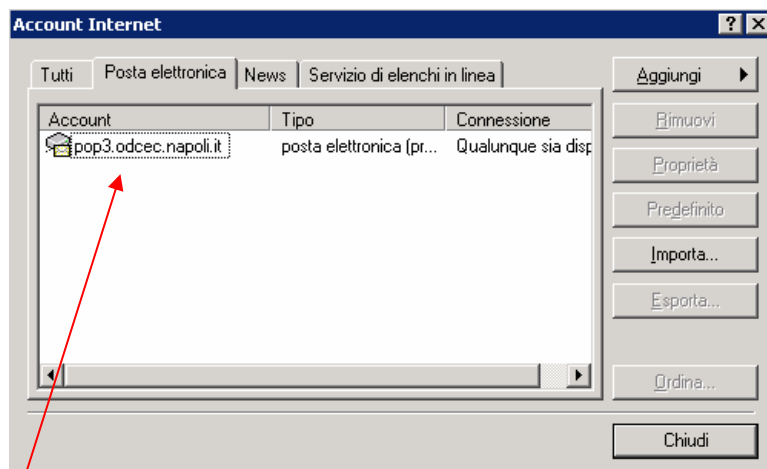 Account Internet
Tutti Posta elettronica News Servizio di elenchi in linea
Account Tipo Connessione
pop3.odcec.napoli.it posta elettronica (pr... Qualunque sia disp
Aggiungi
Rimuovi
Proprietà
Predefinito
Importa...
Esporta...
Ordina...
Chiudi